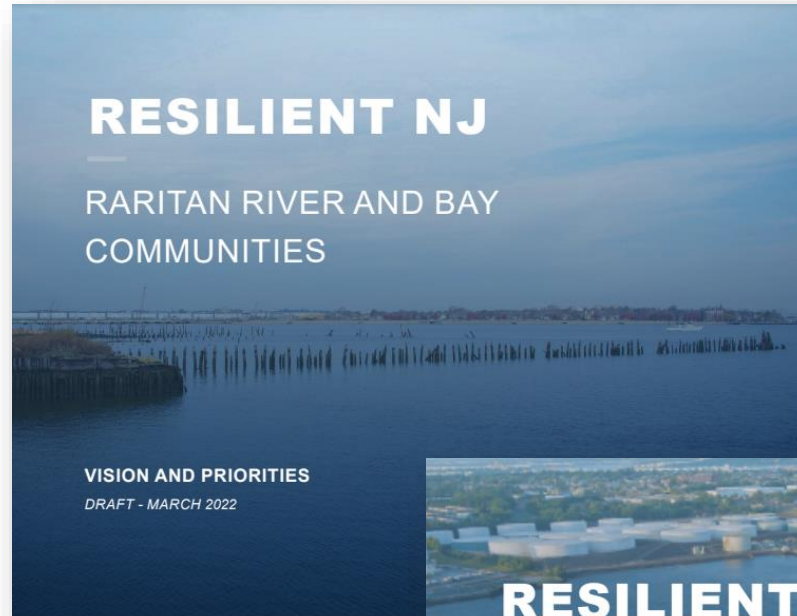 RESILIENT NJ
RARITAN RIVER AND BAY
COMMUNITIES
VISION AND PRIORITIES
DRAFT - MARCH 2022
RESILIENT